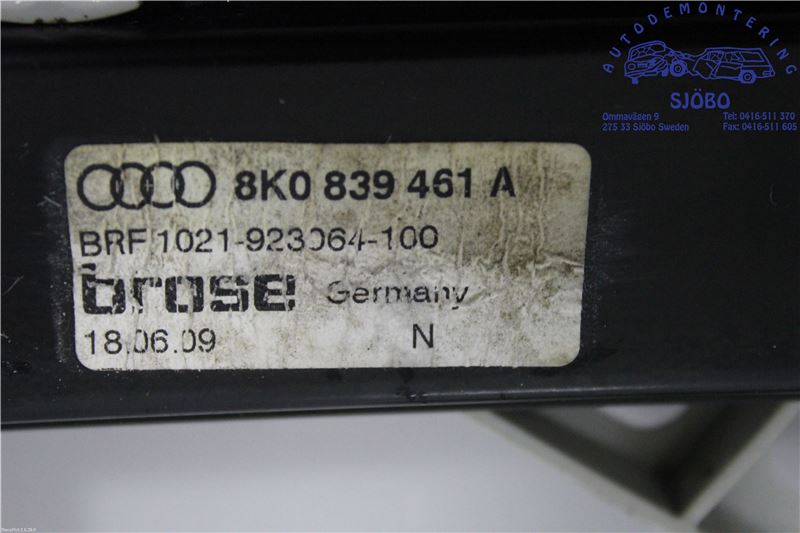 AUTODEMONTERING
SJÖBO
Ommavägen 9
275 33 Sjöbo Sweden
Tel: 0416-511 370
Fax: 0416-511 605
8K0 839 461 A
BRF 1021-923064-100
brose Germany
18.06.09 N